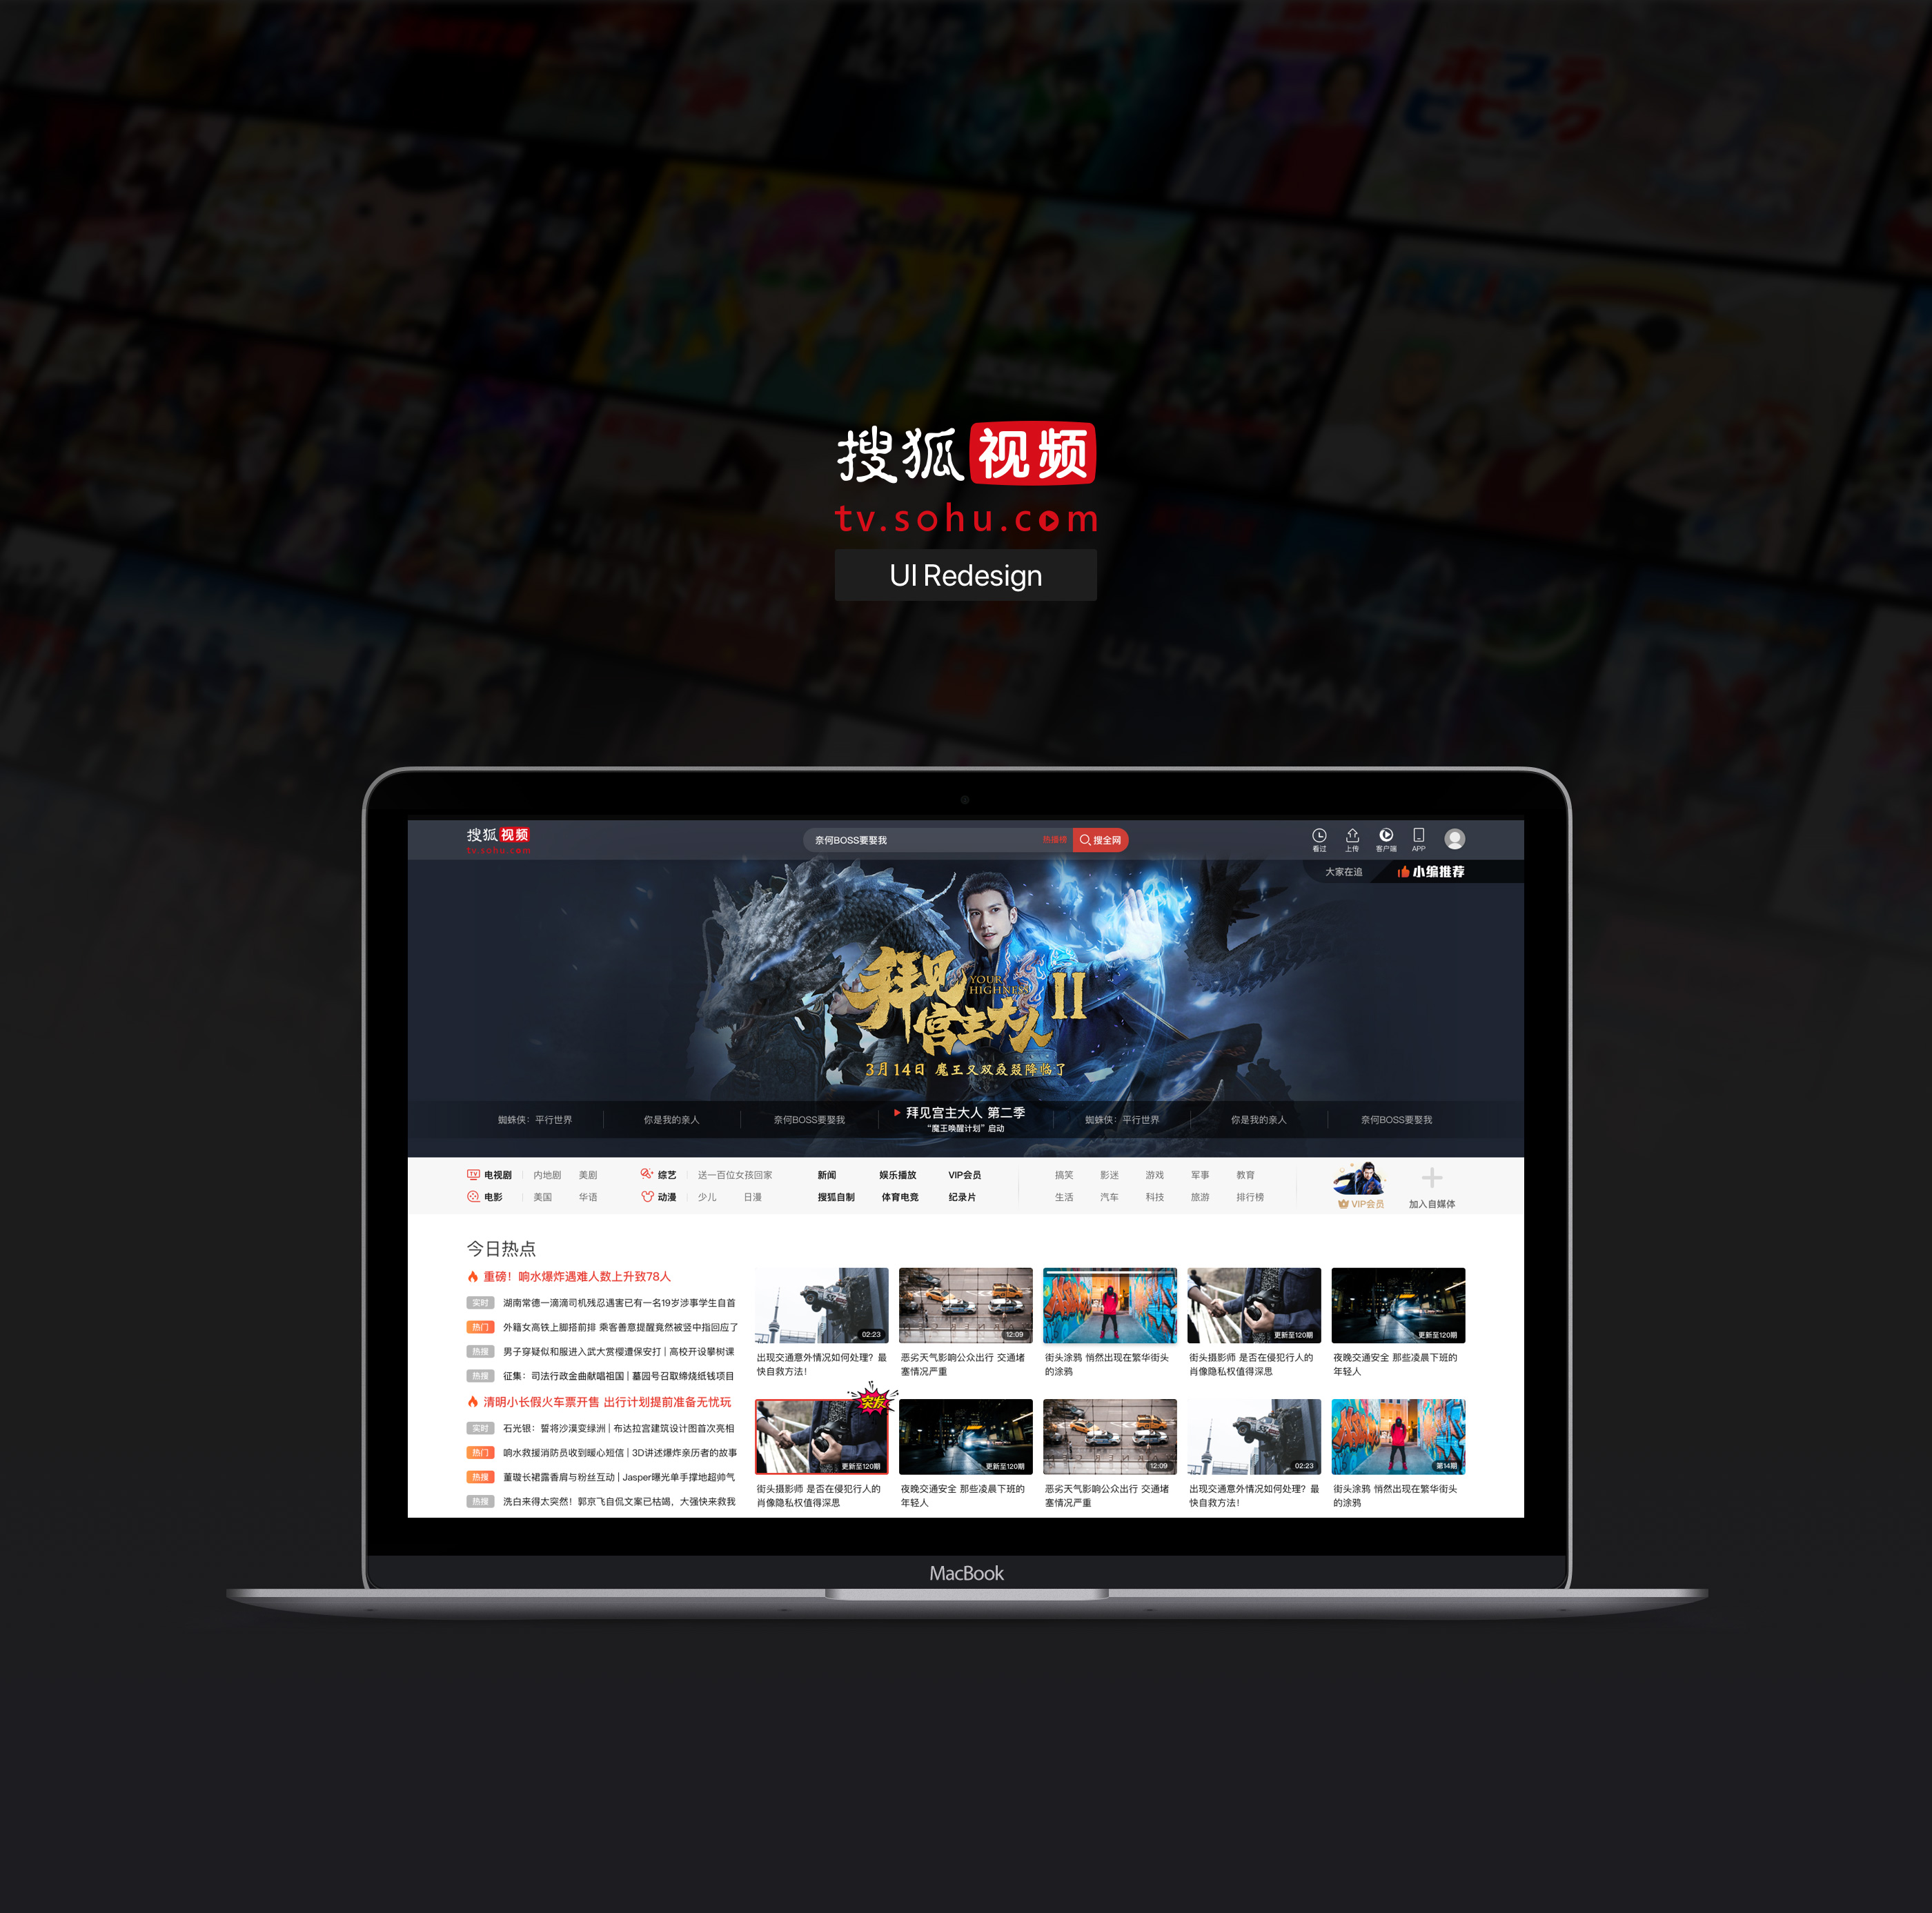 ポプテ
ピピック
Saiki K
ULTRAMAN
搜狐视频
tv.sohu.com
UI Redesign
搜狐视频
tv.sohu.com
奈何BOSS要娶我
热播榜
搜全网
看过
上传
客户端
APP
大家在追
小编推荐
拜见宫主大人 II
YOUR HIGHNESS
3月14日 魔王又双叒叕降临了
蜘蛛侠：平行世界
你是我的亲人
奈何BOSS要娶我
拜见宫主大人 第二季
“魔王唤醒计划”启动
蜘蛛侠：平行世界
你是我的亲人
奈何BOSS要娶我
TV 电视剧 内地剧 美剧 综艺 送一百位女孩回家 新闻 娱乐播放 VIP会员 搞笑 影迷 游戏 军事 教育
电影 美国 华语 动漫 少儿 日漫 搜狐自制 体育电竞 纪录片 生活 汽车 科技 旅游 排行榜
VIP会员
加入自媒体
今日热点
重磅！响水爆炸遇难人数上升致78人
实时 湖南常德一滴滴司机残忍遇害已有一名19岁涉事学生自首
热门 外籍女高铁上脚搭前排 乘客善意提醒竟然被竖中指回应了
热搜 男子穿疑似和服进入武大赏樱遭保安打 | 高校开设攀树课
热搜 征集：司法行政金曲献唱祖国 | 墓园号召取缔烧纸钱项目
清明小长假火车票开售 出行计划提前准备无忧玩
实时 石光银：誓将沙漠变绿洲 | 布达拉宫建筑设计图首次亮相
热门 响水救援消防员收到暖心短信 | 3D讲述爆炸亲历者的故事
热搜 董璇长裙露香肩与粉丝互动 | Jasper曝光单手撑地超帅气
热搜 洗白来得太突然！郭京飞自侃文案已枯竭，大强快来救我
02:23
12:09
更新至120期
更新至120期
出现交通意外情况如何处理？最
快自救方法！
恶劣天气影响公众出行 交通堵
塞情况严重
街头涂鸦 悄然出现在繁华街头
的涂鸦
街头摄影师 是否在侵犯行人的
肖像隐私权值得深思
夜晚交通安全 那些凌晨下班的
年轻人
突发
更新至120期
更新至120期
12:09
02:23
第14期
街头摄影师 是否在侵犯行人的
肖像隐私权值得深思
夜晚交通安全 那些凌晨下班的
年轻人
恶劣天气影响公众出行 交通堵
塞情况严重
出现交通意外情况如何处理？最
快自救方法！
街头涂鸦 悄然出现在繁华街头
的涂鸦
MacBook